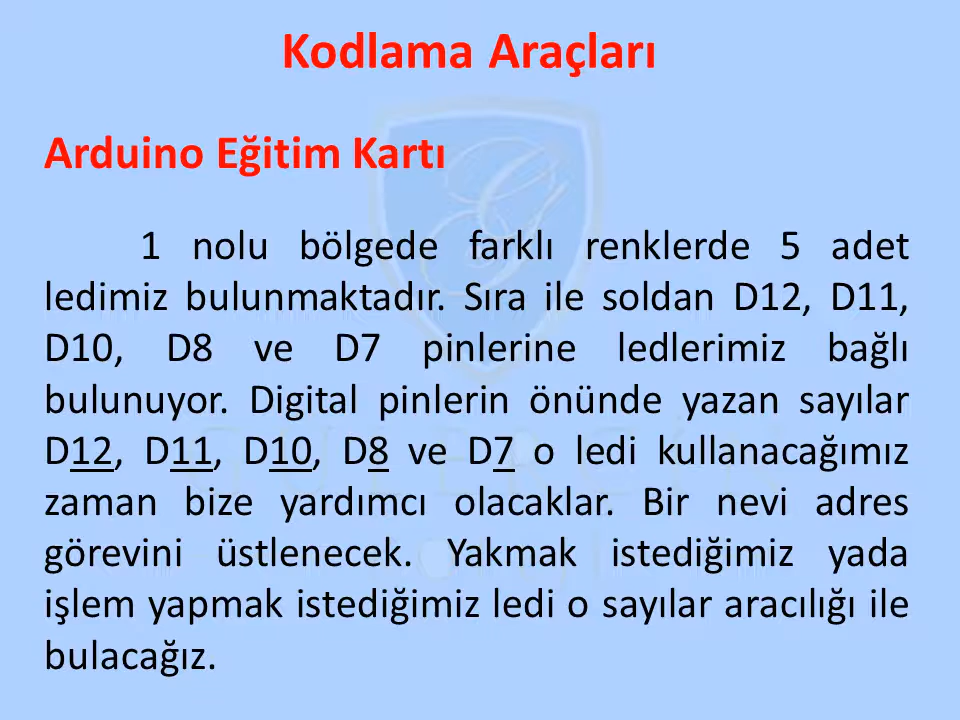 Kodlama Araçları
Arduino Eğitim Kartı
1 nolu bölgede farklı renklerde 5 adet
ledimiz bulunmaktadır. Sıra ile soldan D12, D11,
D10, D8 ve D7 pinlerine ledlerimiz bağlı
bulunuyor. Digital pinlerin önünde yazan sayılar
D12, D11, D10, D8 ve D7 o ledi kullanacağımız
zaman bize yardımcı olacaklar. Bir nevi adres
görevini üstlenecek. Yakmak istediğimiz yada
işlem yapmak istediğimiz ledi o sayılar aracılığı ile
bulacağız.